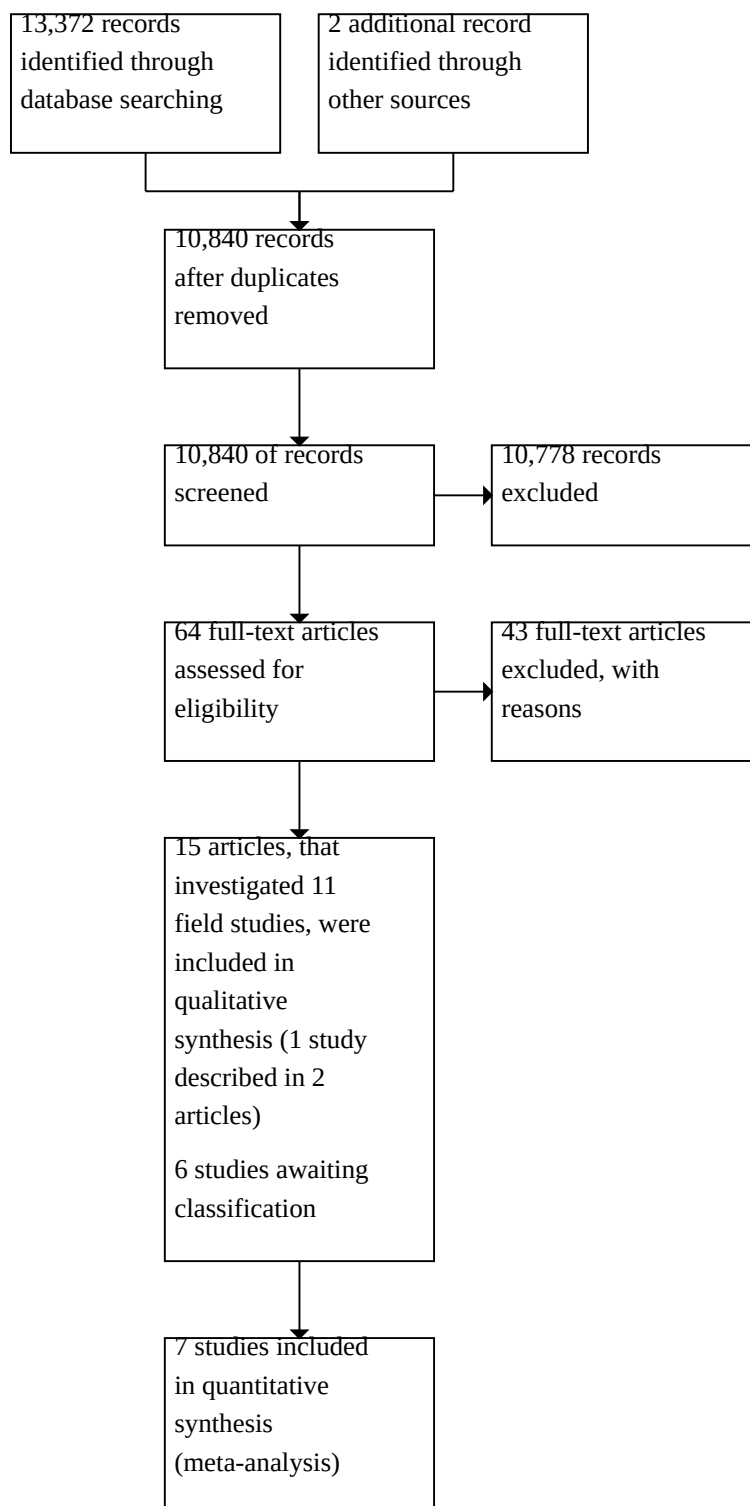 13,372 records
identified through
database searching
2 additional record
identified through
other sources
10,840 records
after duplicates
removed
10,840 of records
screened
10,778 records
excluded
64 full-text articles
assessed for
eligibility
43 full-text articles
excluded, with
reasons
15 articles, that
investigated 11
field studies, were
included in
qualitative
synthesis (1 study
described in 2
articles)
6 studies awaiting
classification
7 studies included
in quantitative
synthesis
(meta-analysis)